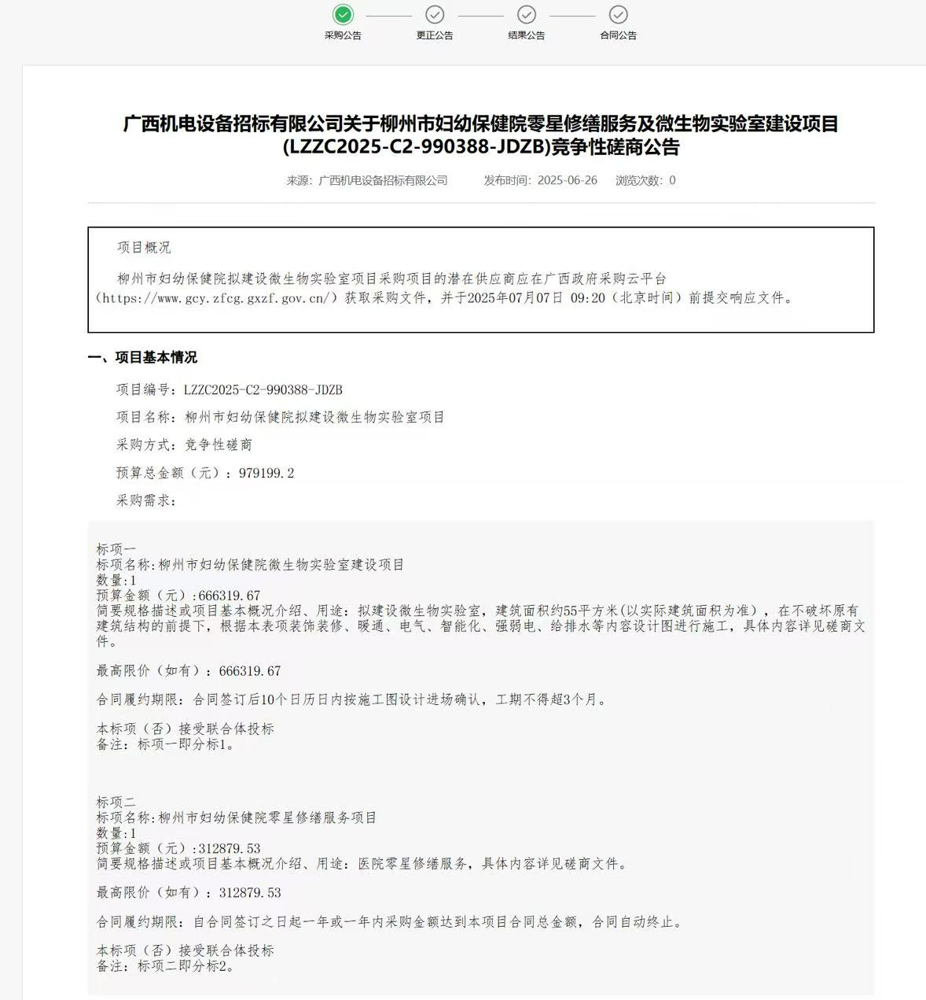 采购公告
更正公告
结果公告
合同公告
广西机电设备招标有限公司关于柳州市妇幼保健院零星修缮服务及微生物实验室建设项目
(LZZC2025-C2-990388-JDZB)竞争性磋商公告
来源：广西机电设备招标有限公司 发布时间：2025-06-26 浏览次数：0
项目概况
柳州市妇幼保健院拟建设微生物实验室项目采购项目的潜在供应商应在广西政府采购云平台
（https://www.gcy.zfcg.gxzf.gov.cn/）获取采购文件，并于2025年07月07日 09:20（北京时间）前提交响应文件。
一、项目基本情况
项目编号：LZZC2025-C2-990388-JDZB
项目名称：柳州市妇幼保健院拟建设微生物实验室项目
采购方式：竞争性磋商
预算总金额（元）：979199.2
采购需求：
标项一
标项名称:柳州市妇幼保健院微生物实验室建设项目
数量:1
预算金额（元）:666319.67
简要规格描述或项目基本概况介绍、用途：拟建设微生物实验室，建筑面积约55平方米(以实际建筑面积为准），在不破坏原有
建筑结构的前提下，根据本表项装饰装修、暖通、电气、智能化、强弱电、给排水等内容设计图进行施工，具体内容详见磋商文
件。
最高限价（如有）：666319.67
合同履约期限：合同签订后10个日历日内按施工图设计进场确认，工期不得超3个月。
本标项（否）接受联合体投标
备注：标项一即分标1。
标项二
标项名称:柳州市妇幼保健院零星修缮服务项目
数量:1
预算金额（元）:312879.53
简要规格描述或项目基本概况介绍、用途：医院零星修缮服务，具体内容详见磋商文件。
最高限价（如有）：312879.53
合同履约期限：自合同签订之日起一年或一年内采购金额达到本项目合同总金额，合同自动终止。
本标项（否）接受联合体投标
备注：标项二即分标2。